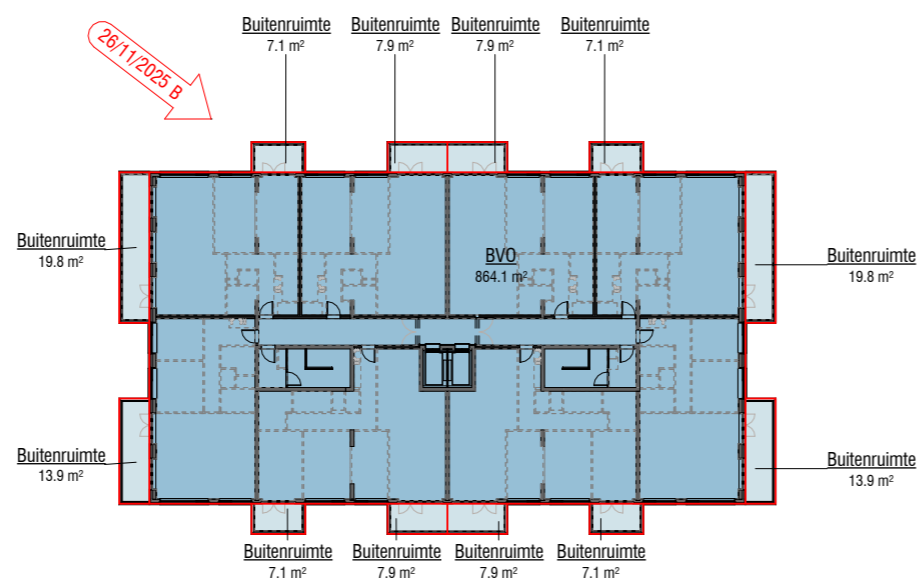 Buitenruimte
7.1 m²
Buitenruimte
7.9 m²
Buitenruimte
7.9 m²
Buitenruimte
7.1 m²
26/11/2025 B
Buitenruimte
19.8 m²
BVO
864.1 m²
Buitenruimte
19.8 m²
Buitenruimte
13.9 m²
Buitenruimte
13.9 m²
Buitenruimte
7.1 m²
Buitenruimte
7.9 m²
Buitenruimte
7.9 m²
Buitenruimte
7.1 m²